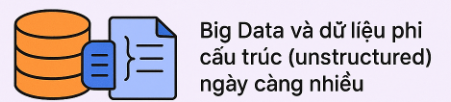 Big Data và dữ liệu phi
cấu trúc (unstructured)
ngày càng nhiều